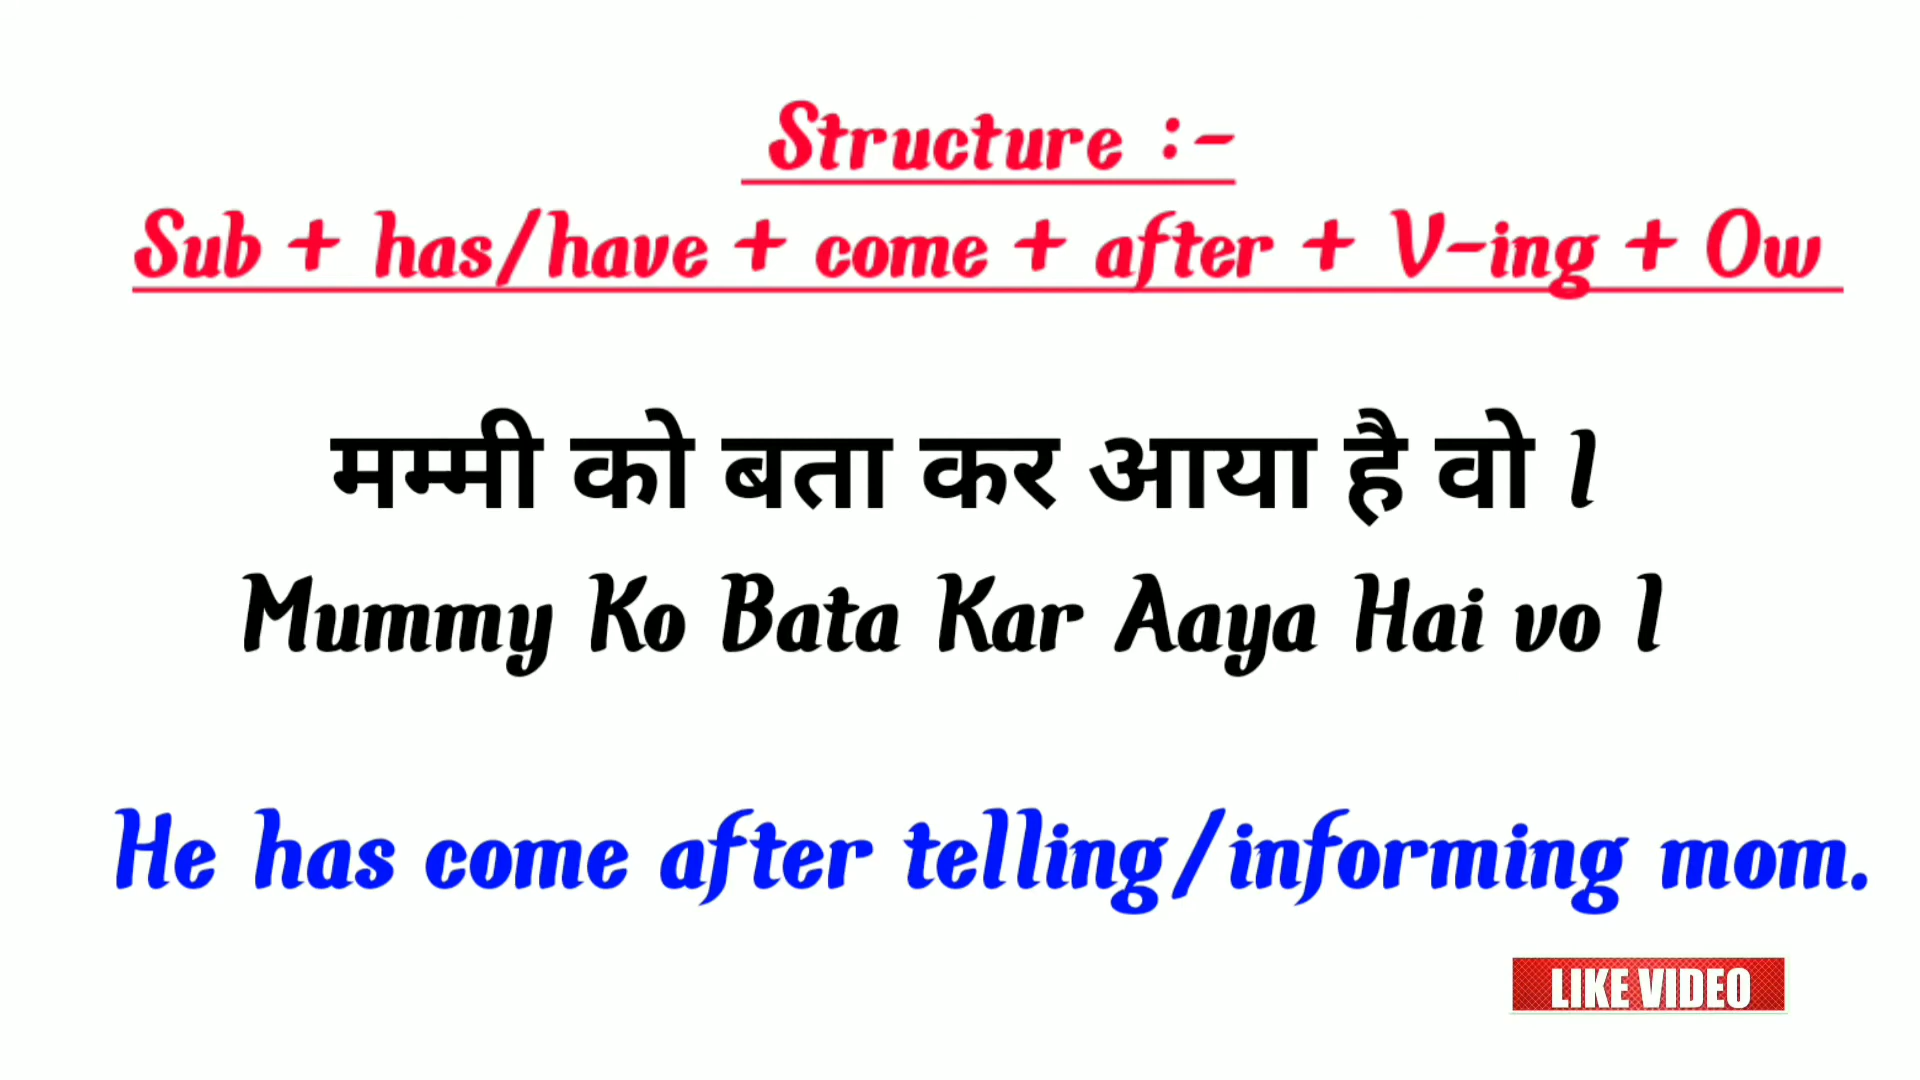 Structure :-
Sub + has/have + come + after + V-ing + Ow
मम्मी को बता कर आया है वो l
Mummy Ko Bata Kar Aaya Hai vo l
He has come after telling/informing mom.
LIKE VIDEO